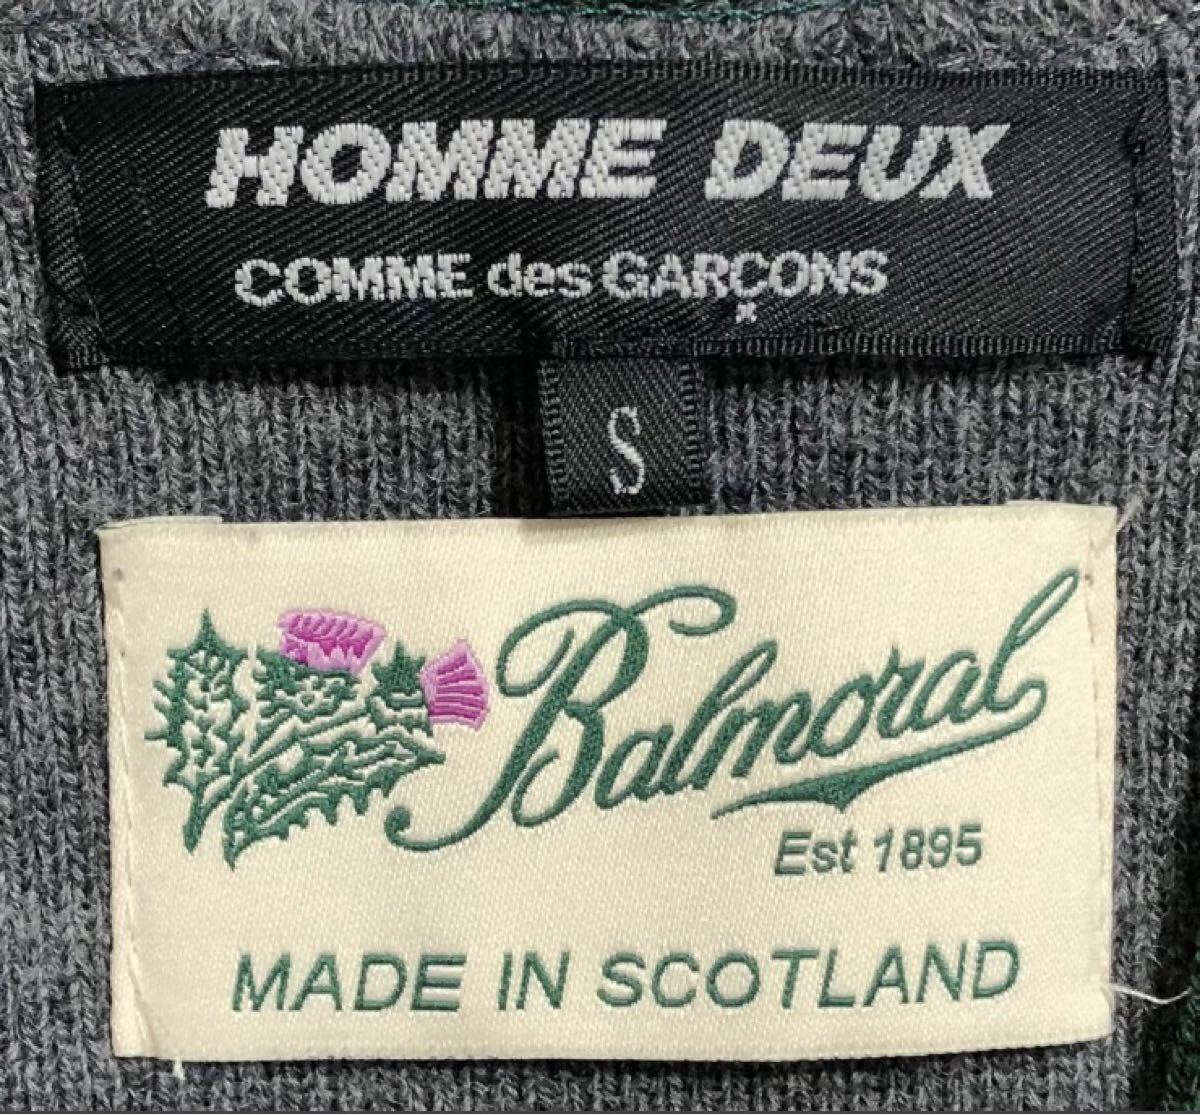 HOMME DEUX
COMME des GARÇONS
S
Balmoral
Est 1895
MADE IN SCOTLAND